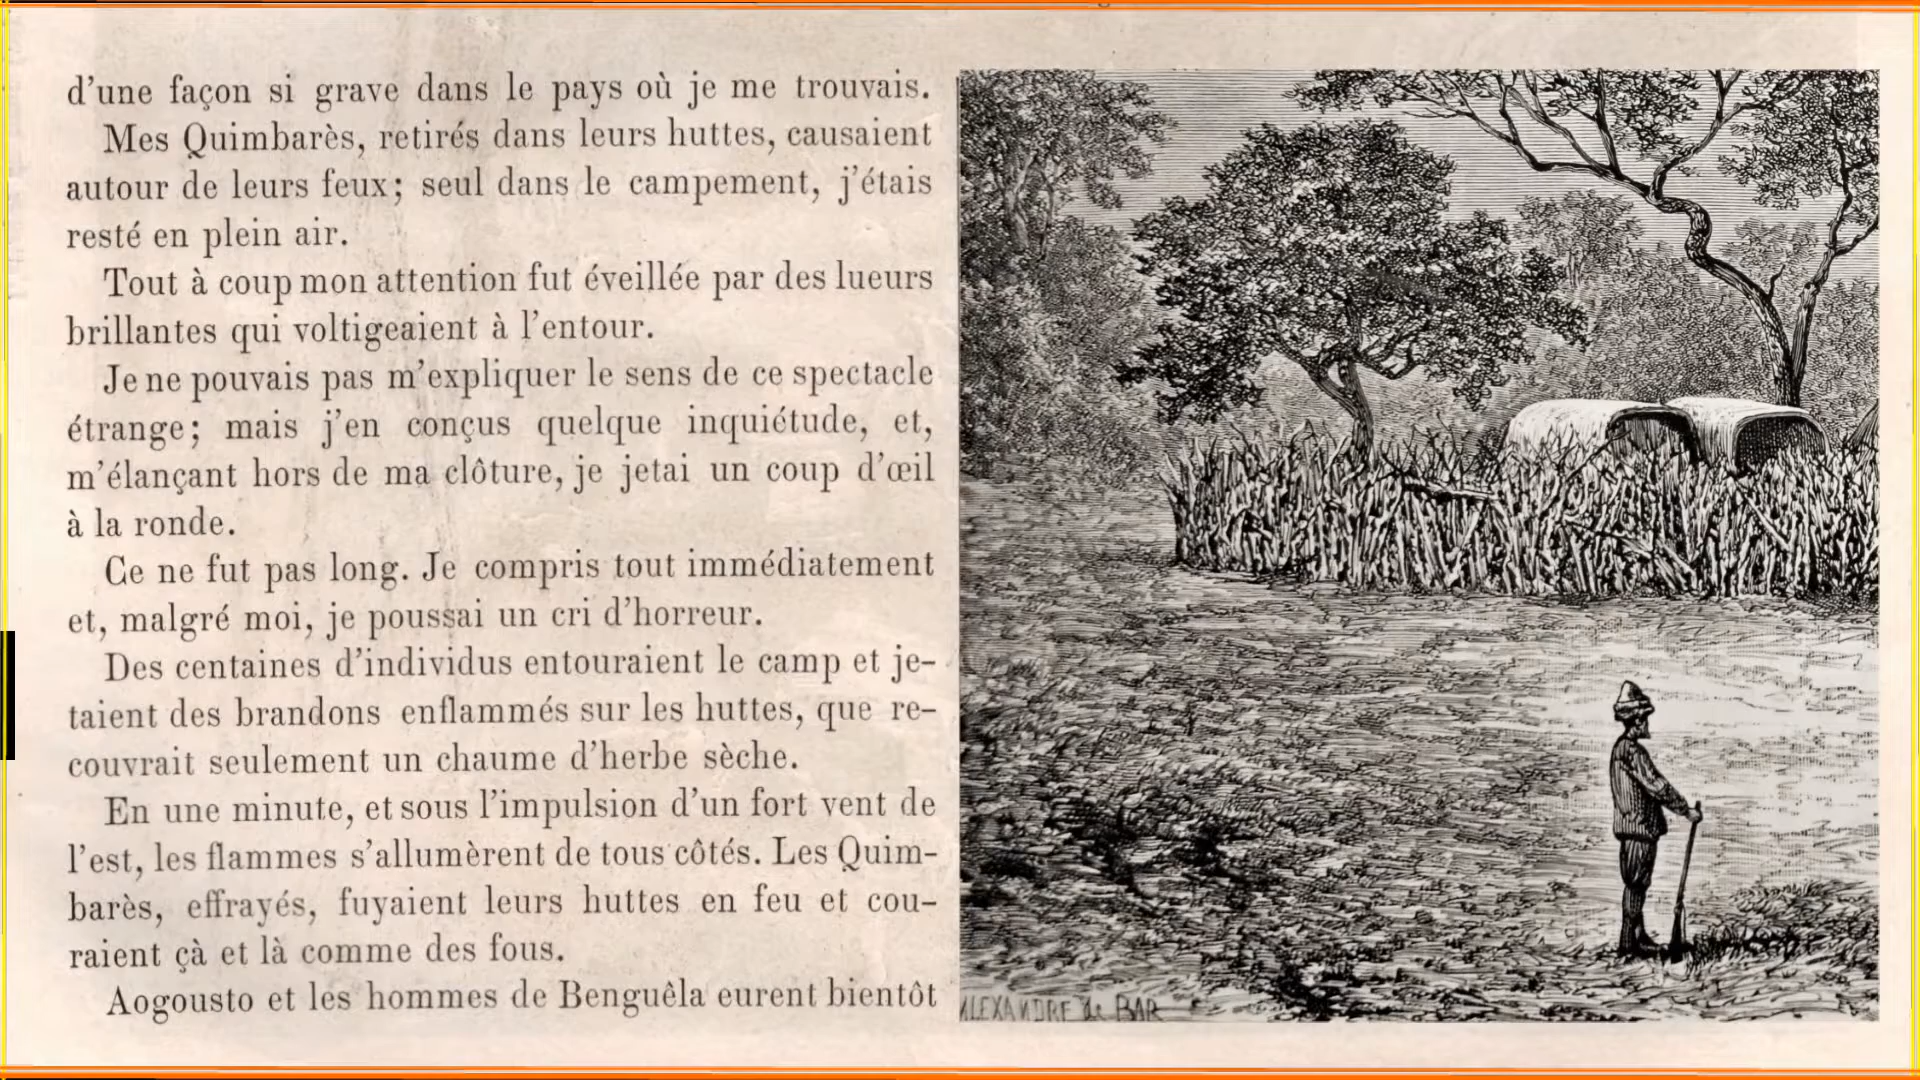 d'une façon si grave dans le pays où je me trouvais.
Mes Quimbarès, retirés dans leurs huttes, causaient
autour de leurs feux; seul dans le campement, j'étais
resté en plein air.
Tout à coup mon attention fut éveillée par des lueurs
brillantes qui voltigeaient à l'entour.
Je ne pouvais pas m'expliquer le sens de ce spectacle
étrange; mais j'en conçus quelque inquiétude, et,
m'élançant hors de ma clôture, je jetai un coup d'œil
à la ronde.
Ce ne fut pas long. Je compris tout immédiatement
et, malgré moi, je poussai un cri d'horreur.
Des centaines d'individus entouraient le camp et je-
taient des brandons enflammés sur les huttes, que re-
couvrait seulement un chaume d'herbe sèche.
En une minute, et sous l'impulsion d'un fort vent de
l'est, les flammes s'allumèrent de tous côtés. Les Quim-
barès, effrayés, fuyaient leurs huttes en feu et cou-
raient çà et là comme des fous.
Aogousto et les hommes de Benguêla eurent bientôt
ALEXANDRE de BAR